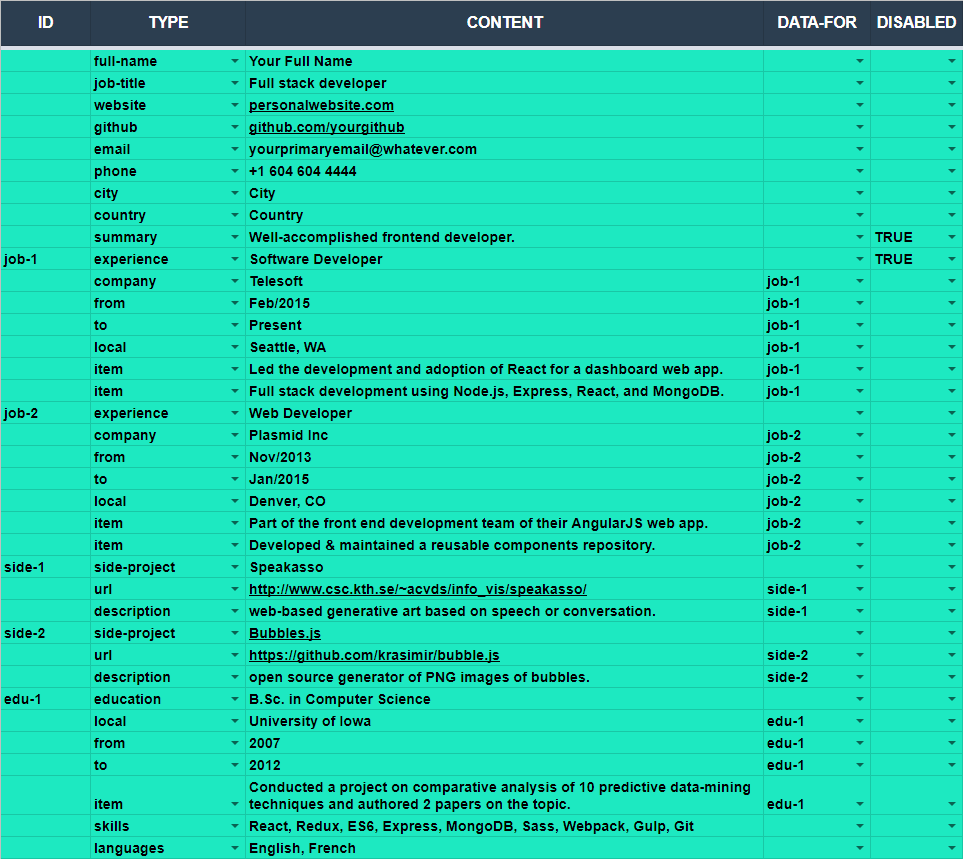 ID TYPE CONTENT DATA-FOR DISABLED
full-name Your Full Name
job-title Full stack developer
website personalwebsite.com
github github.com/yourgithub
email yourprimaryemail@whatever.com
phone +1 604 604 4444
city City
country Country
summary Well-accomplished frontend developer. TRUE
job-1 experience Software Developer TRUE
company Telesoft job-1
from Feb/2015 job-1
to Present job-1
local Seattle, WA job-1
item Led the development and adoption of React for a dashboard web app. job-1
item Full stack development using Node.js, Express, React, and MongoDB. job-1
job-2 experience Web Developer
company Plasmid Inc job-2
from Nov/2013 job-2
to Jan/2015 job-2
local Denver, CO job-2
item Part of the front end development team of their AngularJS web app. job-2
item Developed & maintained a reusable components repository. job-2
side-1 side-project Speakasso
url http://www.csc.kth.se/~acvds/info_vis/speakasso/ side-1
description web-based generative art based on speech or conversation. side-1
side-2 side-project Bubbles.js
url https://github.com/krasimir/bubble.js side-2
description open source generator of PNG images of bubbles. side-2
edu-1 education B.Sc. in Computer Science
local University of Iowa edu-1
from 2007 edu-1
to 2012 edu-1
Conducted a project on comparative analysis of 10 predictive data-mining
item techniques and authored 2 papers on the topic. edu-1
skills React, Redux, ES6, Express, MongoDB, Sass, Webpack, Gulp, Git
languages English, French